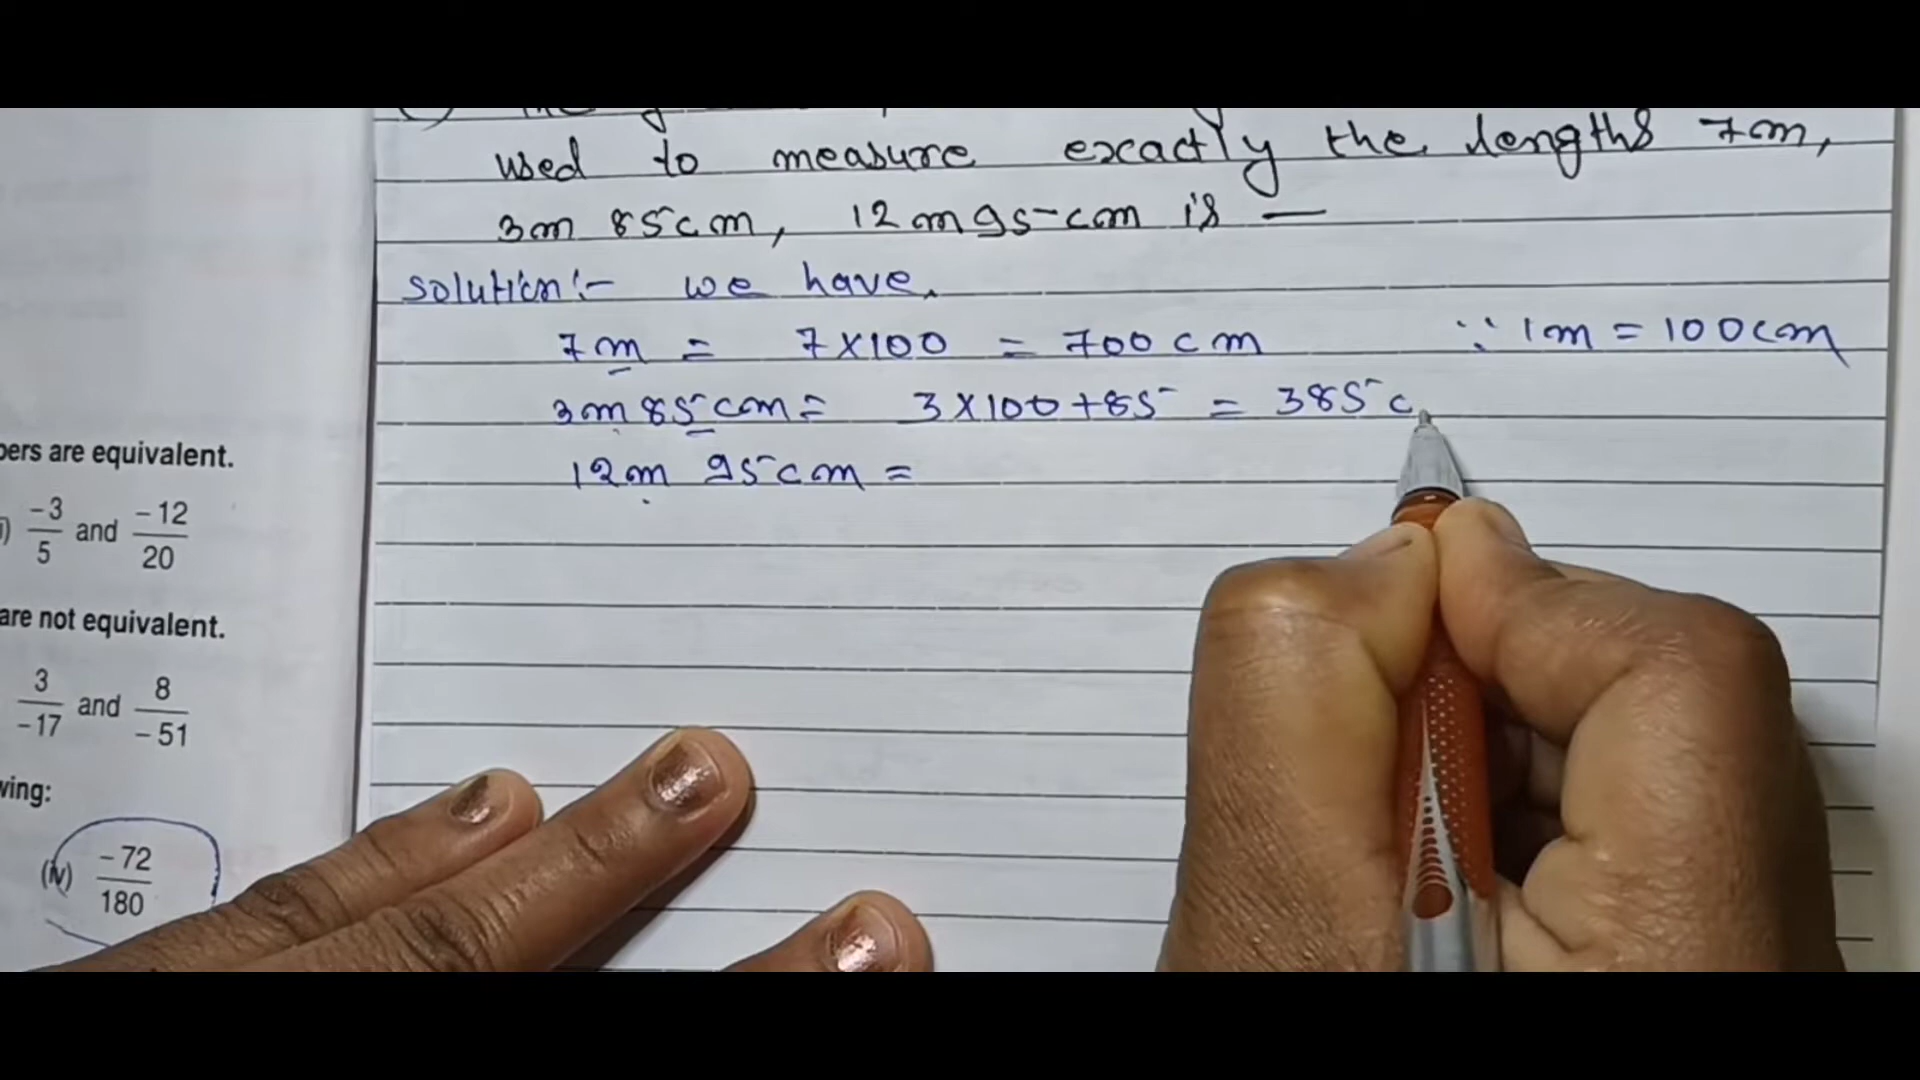 used to measure exactly the lengths 7m,
3m 85cm, 12m 95cm is —
solution:- we have,
7m = 7×100 = 700cm ∵ 1m = 100cm
3m 85cm = 3×100+85 = 385 c
12m 95cm =
bers are equivalent.
-3/5 and -12/20
are not equivalent.
3/-17 and 8/-51
wing:
(iv) -72/180